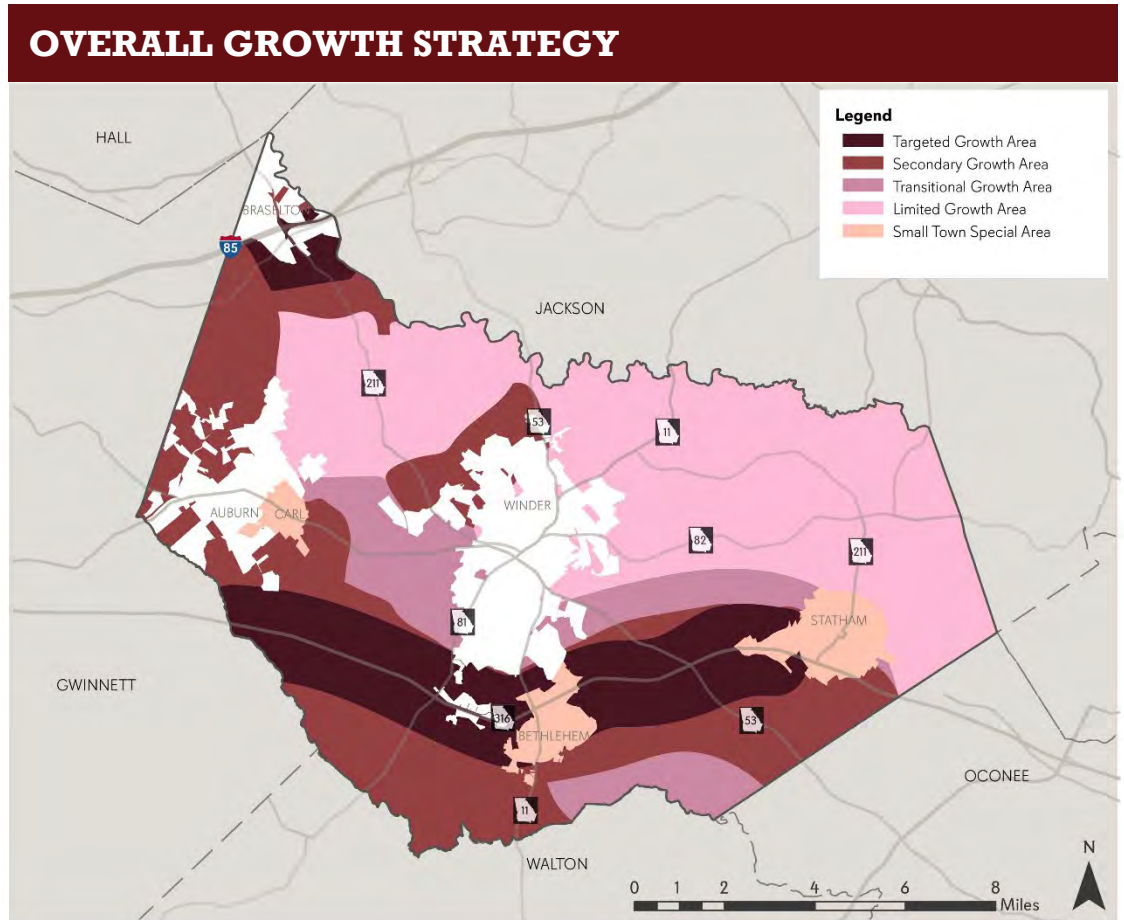 OVERALL GROWTH STRATEGY
HALL
Legend
Targeted Growth Area
Secondary Growth Area
Transitional Growth Area
Limited Growth Area
Small Town Special Area
BRASELTON
85
JACKSON
211
53
11
WINDER
AUBURN
CARL
82
211
81
STATHAM
GWINNETT
316
53
BETHLEHEM
OCONEE
11
WALTON
N
0 1 2 4 6 8
Miles